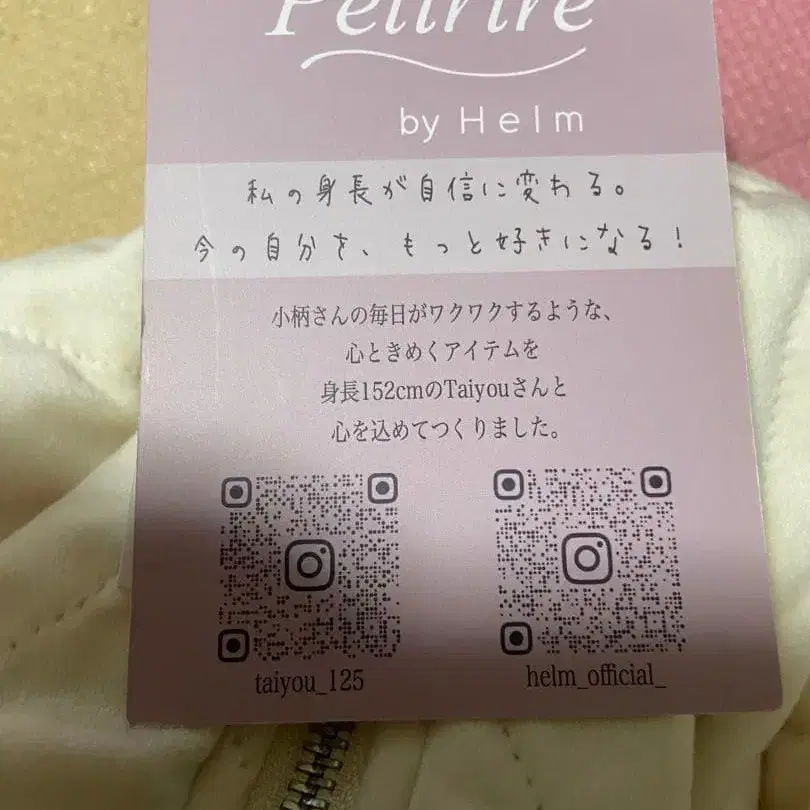 by Helm
私の身長が自信に変わる。
今の自分を、もっと好きになる!
小柄さんの毎日がワクワクするような、
心ときめくアイテムを
身長152cmのTaiyouさんと
心を込めてつくりました。
taiyou_125
helm_official_